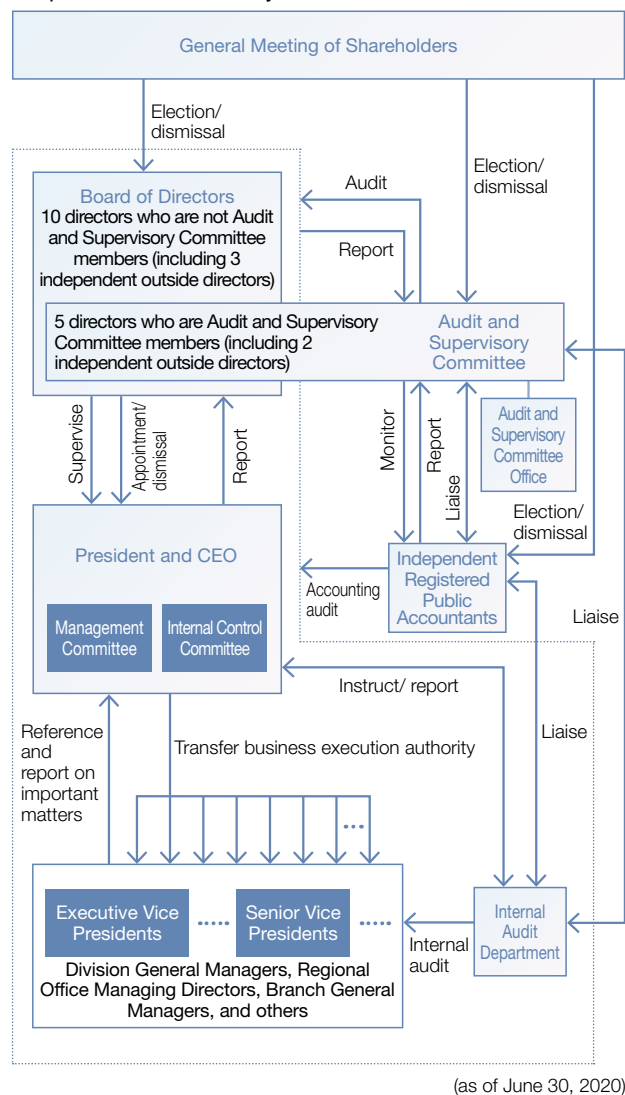 General Meeting of Shareholders
Election/
dismissal
Election/
dismissal
Board of Directors
10 directors who are not Audit
and Supervisory Committee
members (including 3
independent outside directors)
Audit
Report
5 directors who are Audit and Supervisory
Committee members (including 2
independent outside directors)
Audit and
Supervisory
Committee
Audit and
Supervisory
Committee
Office
Supervise
Appointment/
dismissal
Report
Monitor
Report
Liaise
Election/
dismissal
President and CEO
Management
Committee
Internal Control
Committee
Accounting
audit
Independent
Registered
Public
Accountants
Liaise
Instruct/ report
Reference
and
report on
important
matters
Transfer business execution authority
Liaise
Executive Vice
Presidents
Senior Vice
Presidents
Division General Managers, Regional
Office Managing Directors, Branch General
Managers, and others
Internal
audit
Internal
Audit
Department
(as of June 30, 2020)